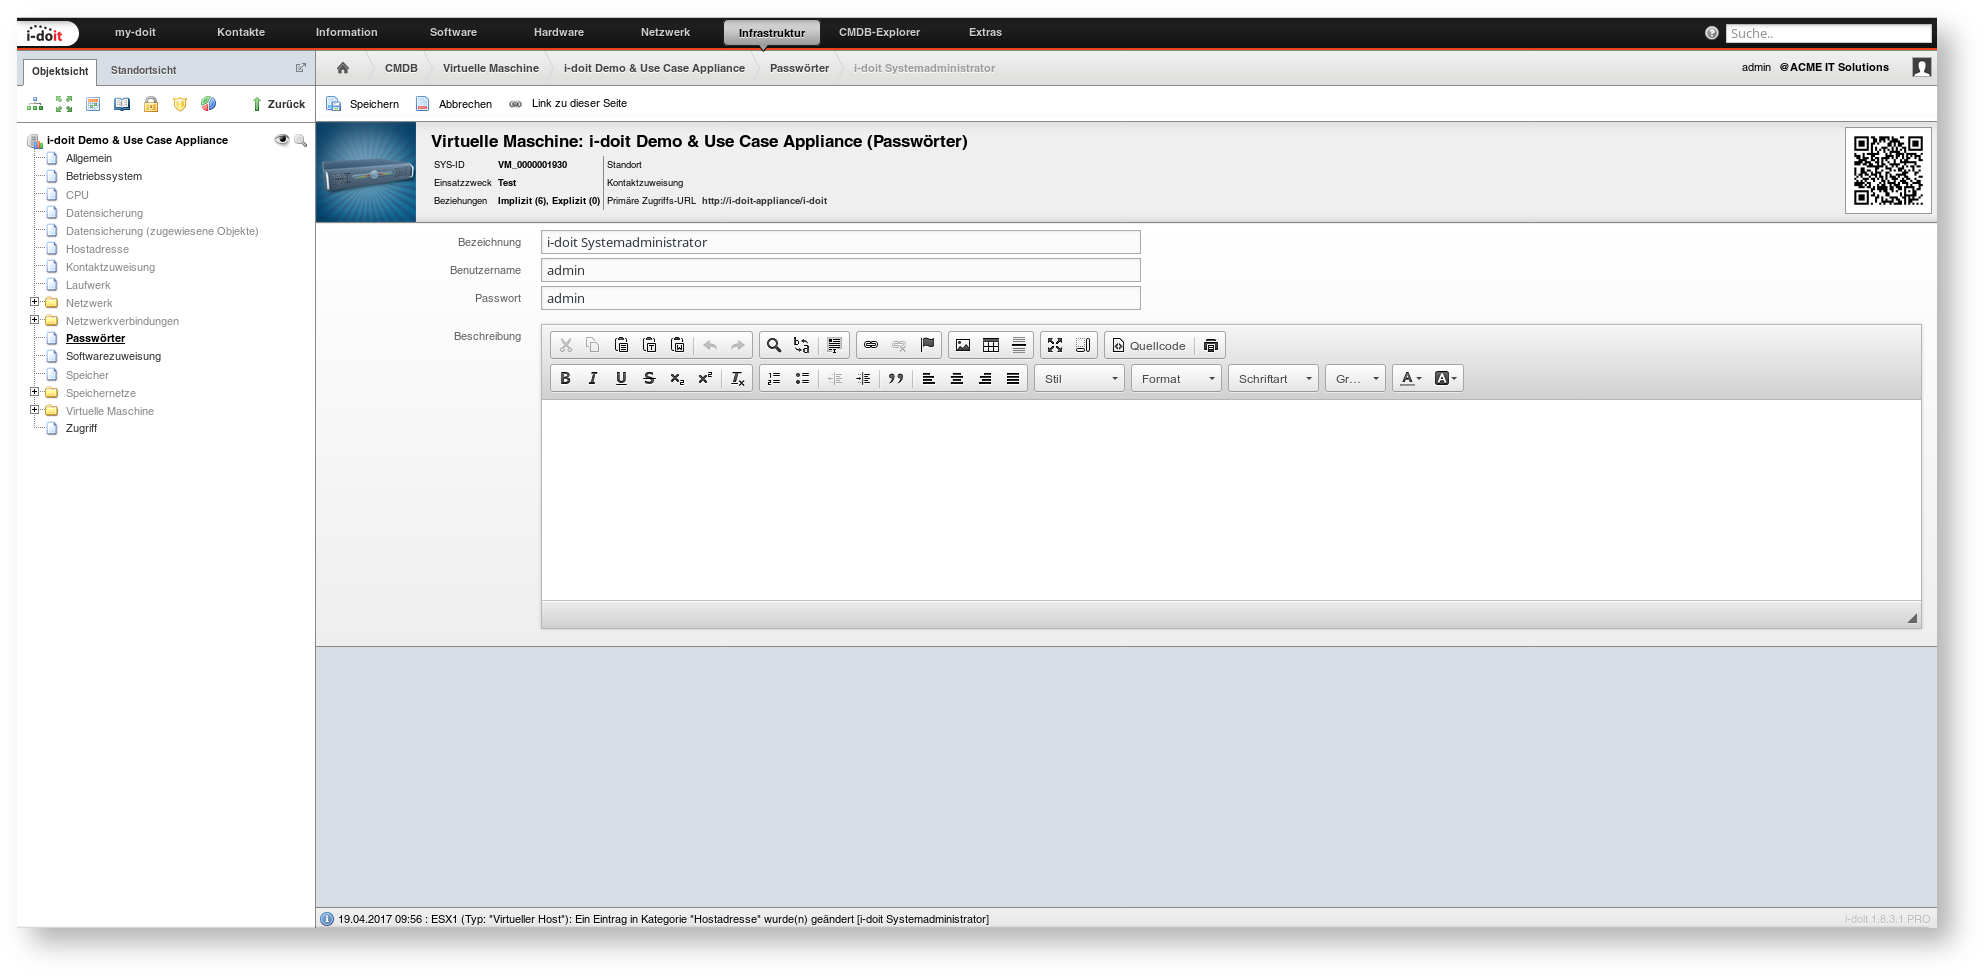 i-doit my-doit Kontakte Information Software Hardware Netzwerk Infrastruktur CMDB-Explorer Extras Suche..
Objektsicht Standortsicht
CMDB Virtuelle Maschine i-doit Demo & Use Case Appliance Passwörter i-doit Systemadministrator admin @ACME IT Solutions
Zurück
Speichern Abbrechen Link zu dieser Seite
i-doit Demo & Use Case Appliance
Allgemein
Betriebssystem
CPU
Datensicherung
Datensicherung (zugewiesene Objekte)
Hostadresse
Kontaktzuweisung
Laufwerk
Netzwerk
Netzwerkverbindungen
Passwörter
Softwarezuweisung
Speicher
Speichernetze
Virtuelle Maschine
Zugriff
Virtuelle Maschine: i-doit Demo & Use Case Appliance (Passwörter)
SYS-ID VM_0000001930 Standort
Einsatzzweck Test Kontaktzuweisung
Beziehungen Implizit (6), Explizit (0) Primäre Zugriffs-URL http://i-doit-appliance/i-doit
Bezeichnung i-doit Systemadministrator
Benutzername admin
Passwort admin
Beschreibung
Quellcode
Stil Format Schriftart Gr...
19.04.2017 09:56 : ESX1 (Typ: "Virtueller Host"): Ein Eintrag in Kategorie "Hostadresse" wurde(n) geändert [i-doit Systemadministrator]
i-doit 1.8.3.1 PRO